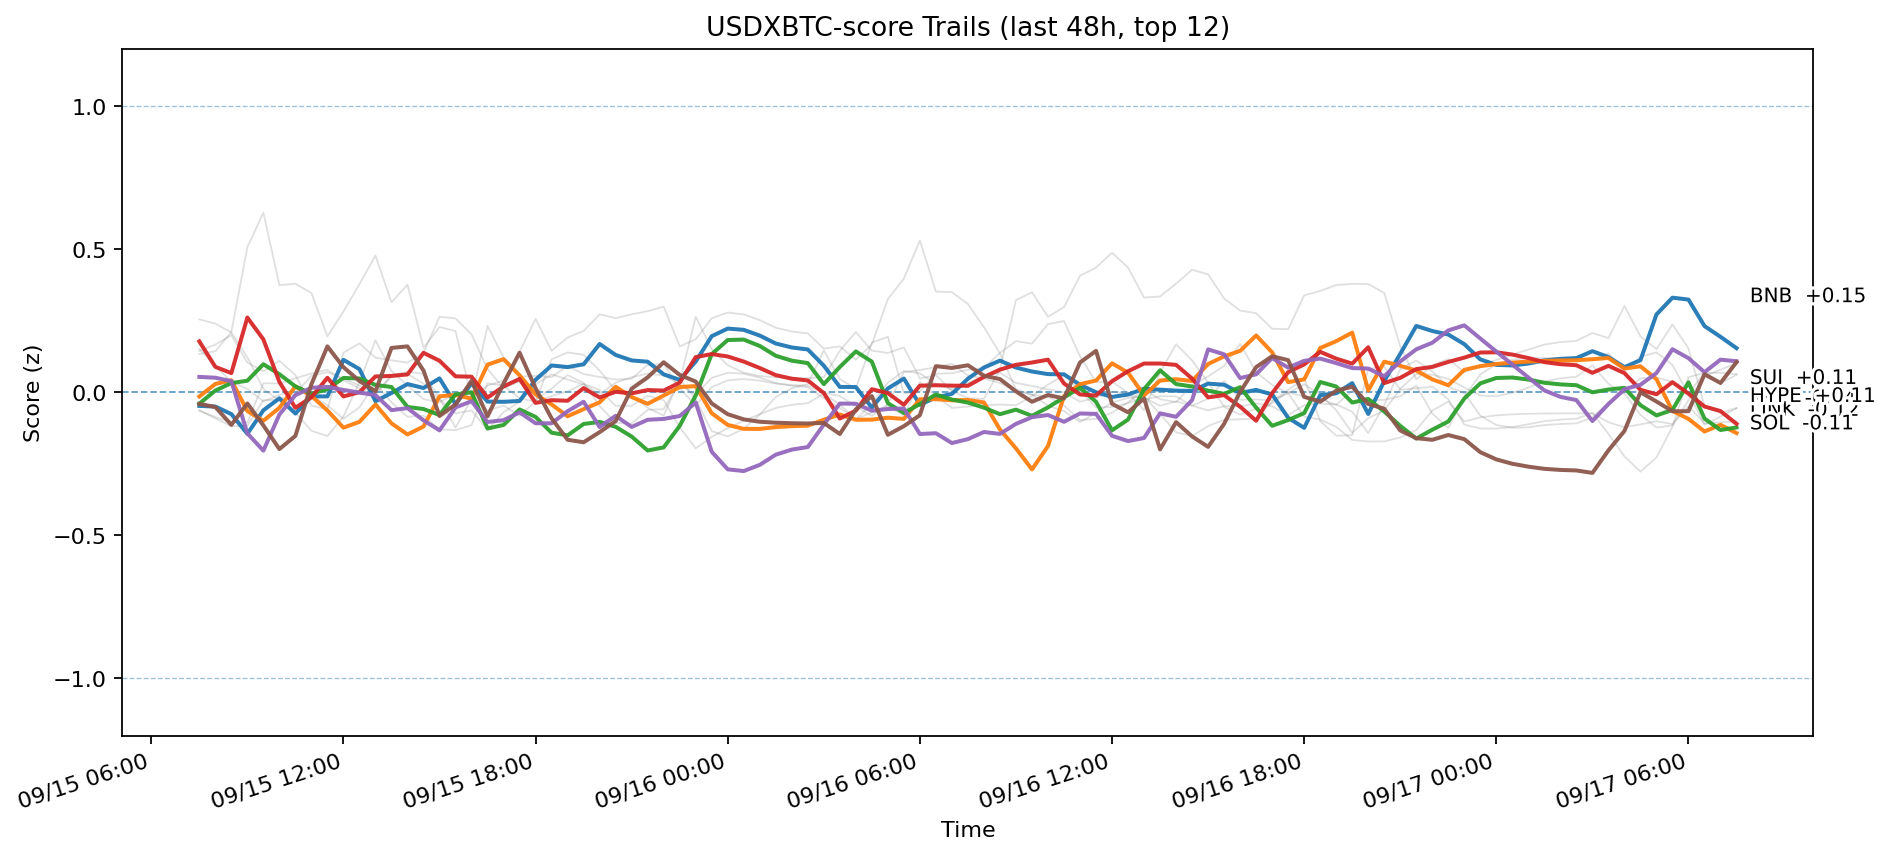 USDXBTC-score Trails (last 48h, top 12)
Score (z)
1.0
0.5
0.0
−0.5
−1.0
BNB +0.15
SUI +0.11
HYPE +0.11
LINK -0.12
SOL -0.11
09/15 06:00
09/15 12:00
09/15 18:00
09/16 00:00
09/16 06:00
09/16 12:00
09/16 18:00
09/17 00:00
09/17 06:00
Time